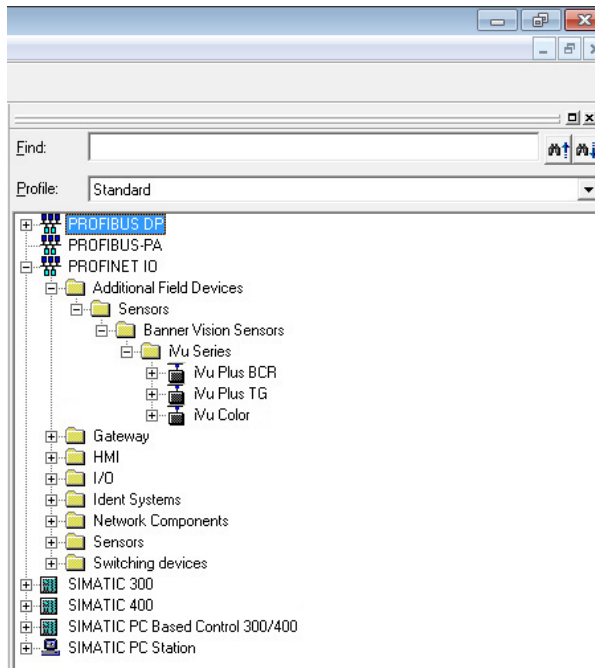 Find:
Profile: Standard
PROFIBUS DP
PROFIBUS-PA
PROFINET IO
Additional Field Devices
Sensors
Banner Vision Sensors
iVu Series
iVu Plus BCR
iVu Plus TG
iVu Color
Gateway
HMI
I/O
Ident Systems
Network Components
Sensors
Switching devices
SIMATIC 300
SIMATIC 400
SIMATIC PC Based Control 300/400
SIMATIC PC Station